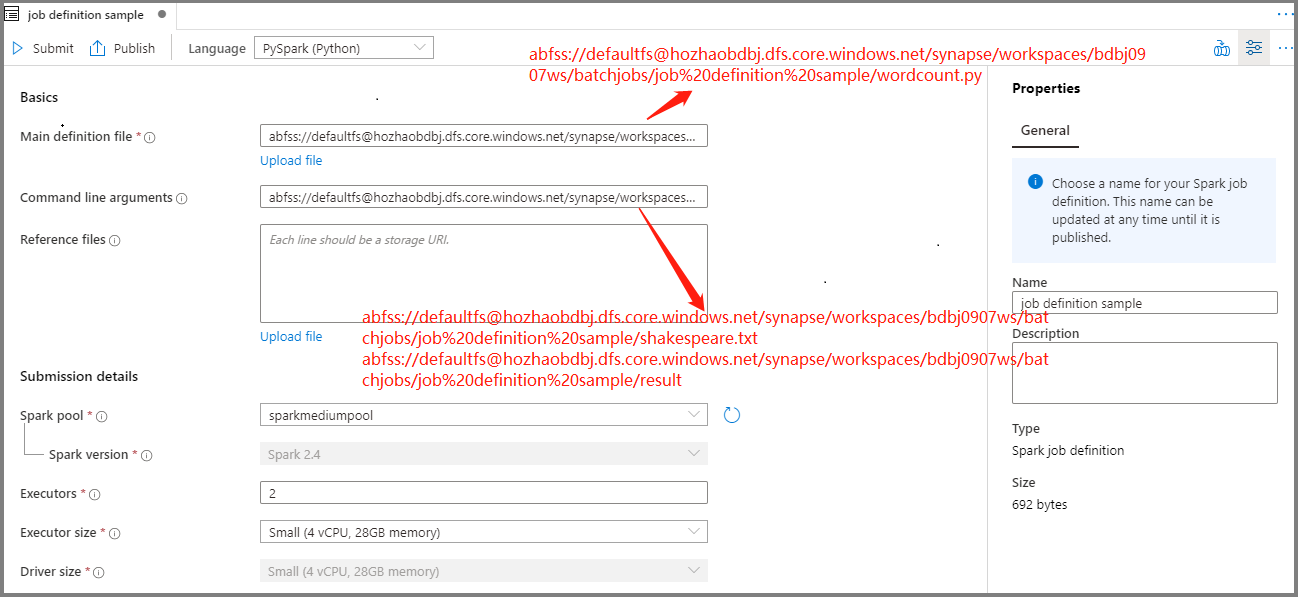 job definition sample
Submit
Publish
Language
PySpark (Python)
abfss://defaultfs@hozhaobdbj.dfs.core.windows.net/synapse/workspaces/bdbj09
07ws/batchjobs/job%20definition%20sample/wordcount.py
Basics
Main definition file *
abfss://defaultfs@hozhaobdbj.dfs.core.windows.net/synapse/workspaces...
Upload file
Command line arguments
abfss://defaultfs@hozhaobdbj.dfs.core.windows.net/synapse/workspaces...
Reference files
Each line should be a storage URI.
abfss://defaultfs@hozhaobdbj.dfs.core.windows.net/synapse/workspaces/bdbj0907ws/bat
chjobs/job%20definition%20sample/shakespeare.txt
abfss://defaultfs@hozhaobdbj.dfs.core.windows.net/synapse/workspaces/bdbj0907ws/bat
chjobs/job%20definition%20sample/result
Upload file
Submission details
Spark pool *
sparkmediumpool
Spark version *
Spark 2.4
Executors *
2
Executor size *
Small (4 vCPU, 28GB memory)
Driver size *
Small (4 vCPU, 28GB memory)
Properties
General
Choose a name for your Spark job
definition. This name can be
updated at any time until it is
published.
Name
job definition sample
Description
Type
Spark job definition
Size
692 bytes